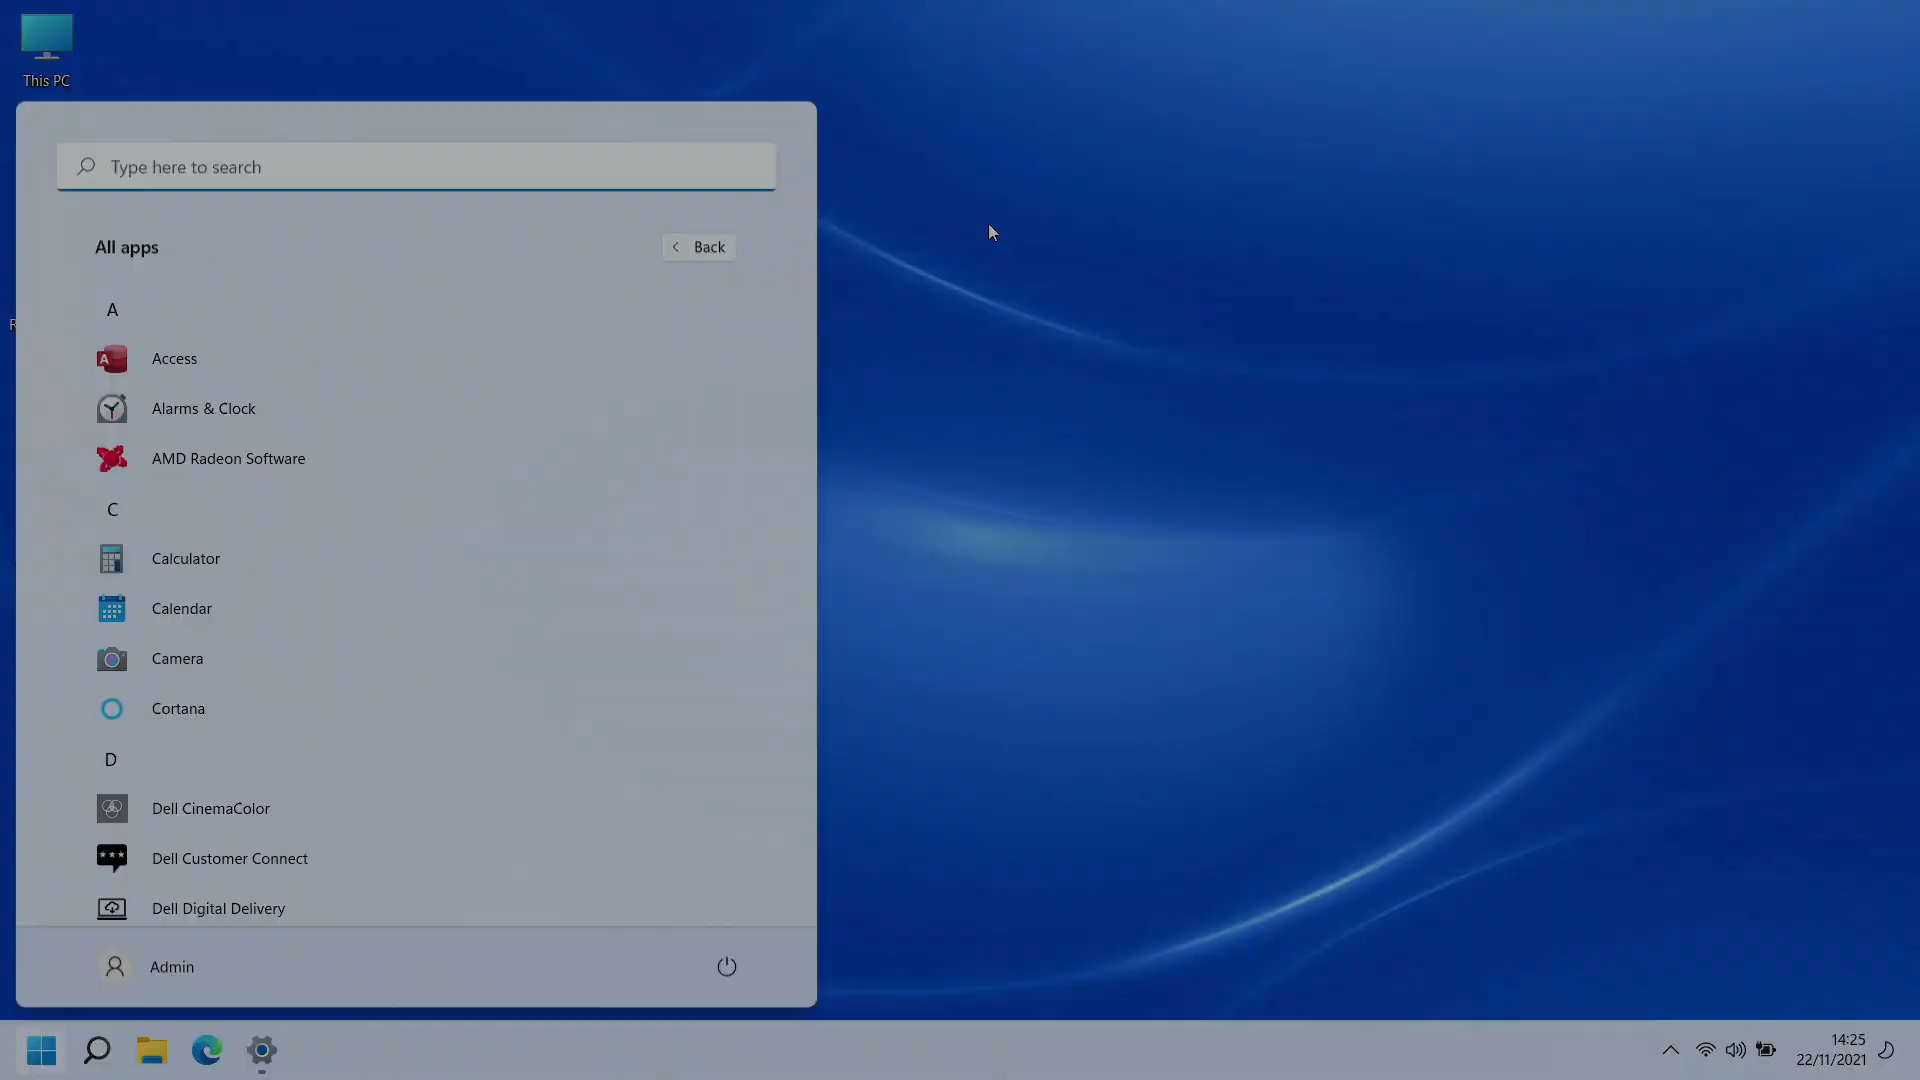 This PC
Type here to search
All apps
Back
A
R
Access
Alarms & Clock
AMD Radeon Software
C
Calculator
Calendar
Camera
Cortana
D
Dell CinemaColor
Dell Customer Connect
Dell Digital Delivery
Admin
14:25
22/11/2021